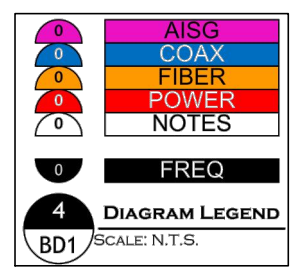 0 AISG
0 COAX
0 FIBER
0 POWER
0 NOTES
0 FREQ
4 DIAGRAM LEGEND
BD1 SCALE: N.T.S.